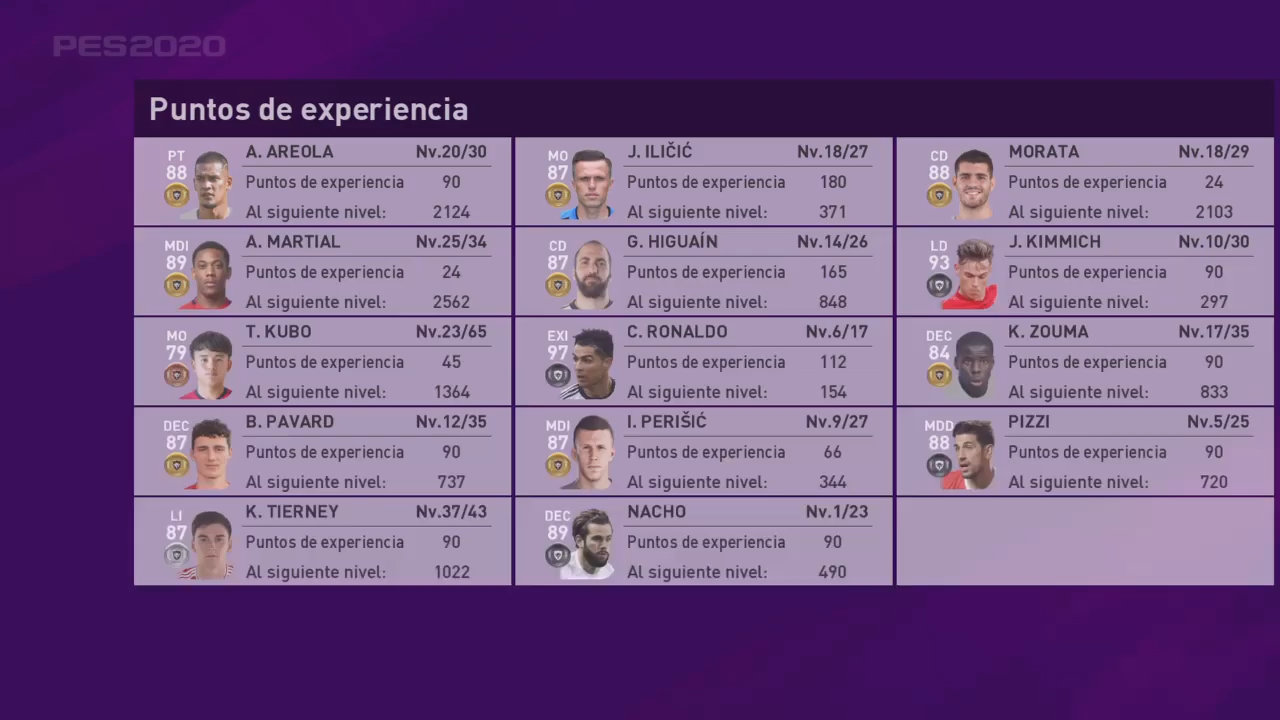 PES2020
Puntos de experiencia
PT
88
A. AREOLA Nv.20/30
Puntos de experiencia 90
Al siguiente nivel: 2124
MO
87
J. ILIČIĆ Nv.18/27
Puntos de experiencia 180
Al siguiente nivel: 371
CD
88
MORATA Nv.18/29
Puntos de experiencia 24
Al siguiente nivel: 2103
MDI
89
A. MARTIAL Nv.25/34
Puntos de experiencia 24
Al siguiente nivel: 2562
CD
87
G. HIGUAÍN Nv.14/26
Puntos de experiencia 165
Al siguiente nivel: 848
LD
93
J. KIMMICH Nv.10/30
Puntos de experiencia 90
Al siguiente nivel: 297
MO
79
T. KUBO Nv.23/65
Puntos de experiencia 45
Al siguiente nivel: 1364
EXI
97
C. RONALDO Nv.6/17
Puntos de experiencia 112
Al siguiente nivel: 154
DEC
84
K. ZOUMA Nv.17/35
Puntos de experiencia 90
Al siguiente nivel: 833
DEC
87
B. PAVARD Nv.12/35
Puntos de experiencia 90
Al siguiente nivel: 737
MDI
87
I. PERIŠIĆ Nv.9/27
Puntos de experiencia 66
Al siguiente nivel: 344
MDD
88
PIZZI Nv.5/25
Puntos de experiencia 90
Al siguiente nivel: 720
LI
87
K. TIERNEY Nv.37/43
Puntos de experiencia 90
Al siguiente nivel: 1022
DEC
89
NACHO Nv.1/23
Puntos de experiencia 90
Al siguiente nivel: 490